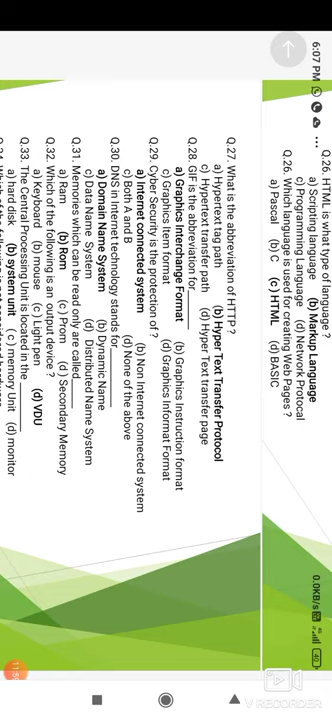 6:07 PM ... 0.0KB/s 4G 40
Q.26. HTML is what type of language ?
a) Scripting language (b) Markup Language
c) Programming Language (d) Network Protocal
Q.26. Which language is used for creating Web Pages ?
a) Pascal (b) C (c) HTML (d) BASIC
Q.27. What is the abbreviation of HTTP ?
a) Hypertext tag path (b) Hyper Text Transfer Protocol
c) Hypertext transfer path (d) Hyper Text transfer page
Q.28. GIF is the abbreviation for
a) Graphics Interchange Format (b) Graphics Instruction format
c) Graphics Item format (d) Graphics Informat Format
Q.29. Cyber Security is the protection of ?
a) Internet connected system (b) Non Internet connected system
c) Both A and B (d) None of the above
Q.30. DNS in Internet technology stands for
a) Domain Name System (b) Dynamic Name
c) Data Name System (d) Distributed Name System
Q.31. Memories which can be read only are called
a) Ram (b) Rom (c) Prom (d) Secondary Memory
Q.32. Which of the following is an output device ?
a) Keyboard (b) mouse (c) Light pen (d) VDU
Q.33. The Central Processing Unit is located in the
a) hard disk (b) system unit (c) memory Unit (d) monitor
V RECORDER